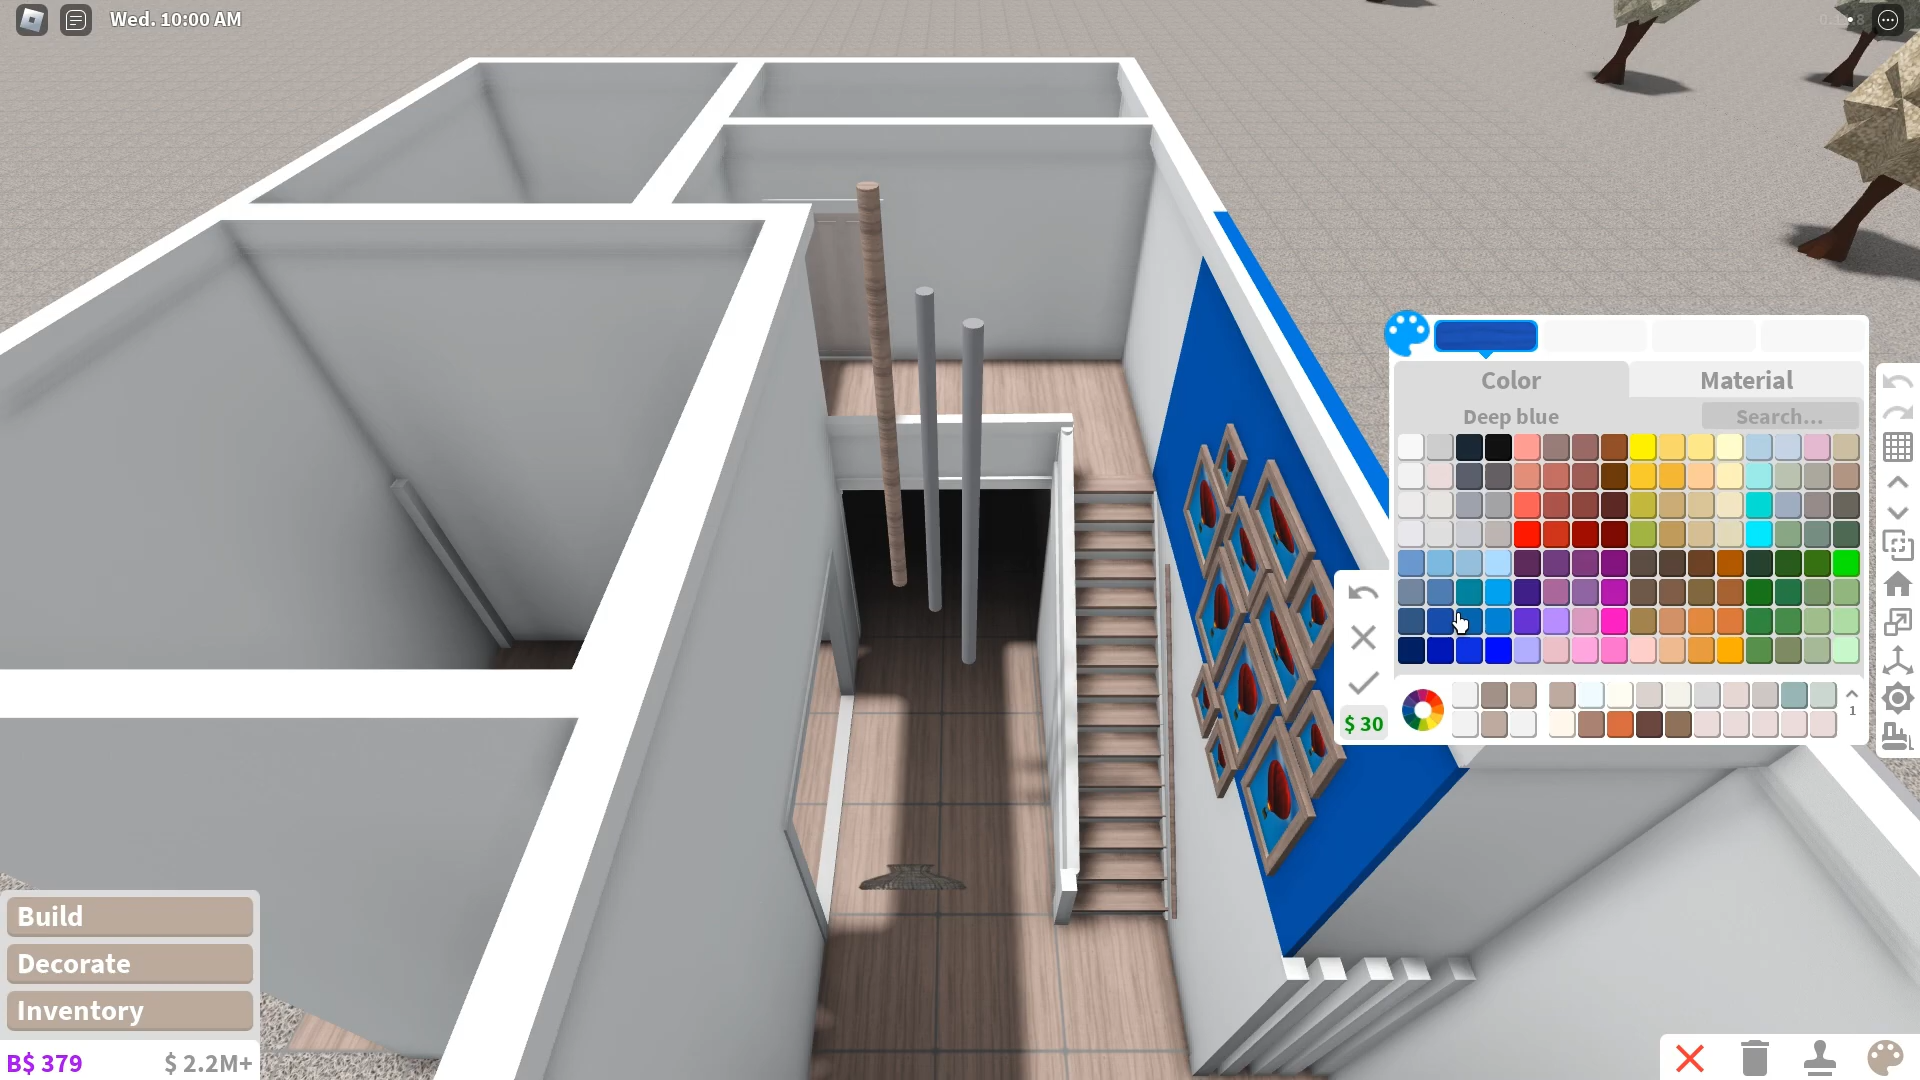 Wed. 10:00 AM
Color
Material
Deep blue
Search...
1
$ 30
Build
Decorate
Inventory
B$ 379
$ 2.2M+